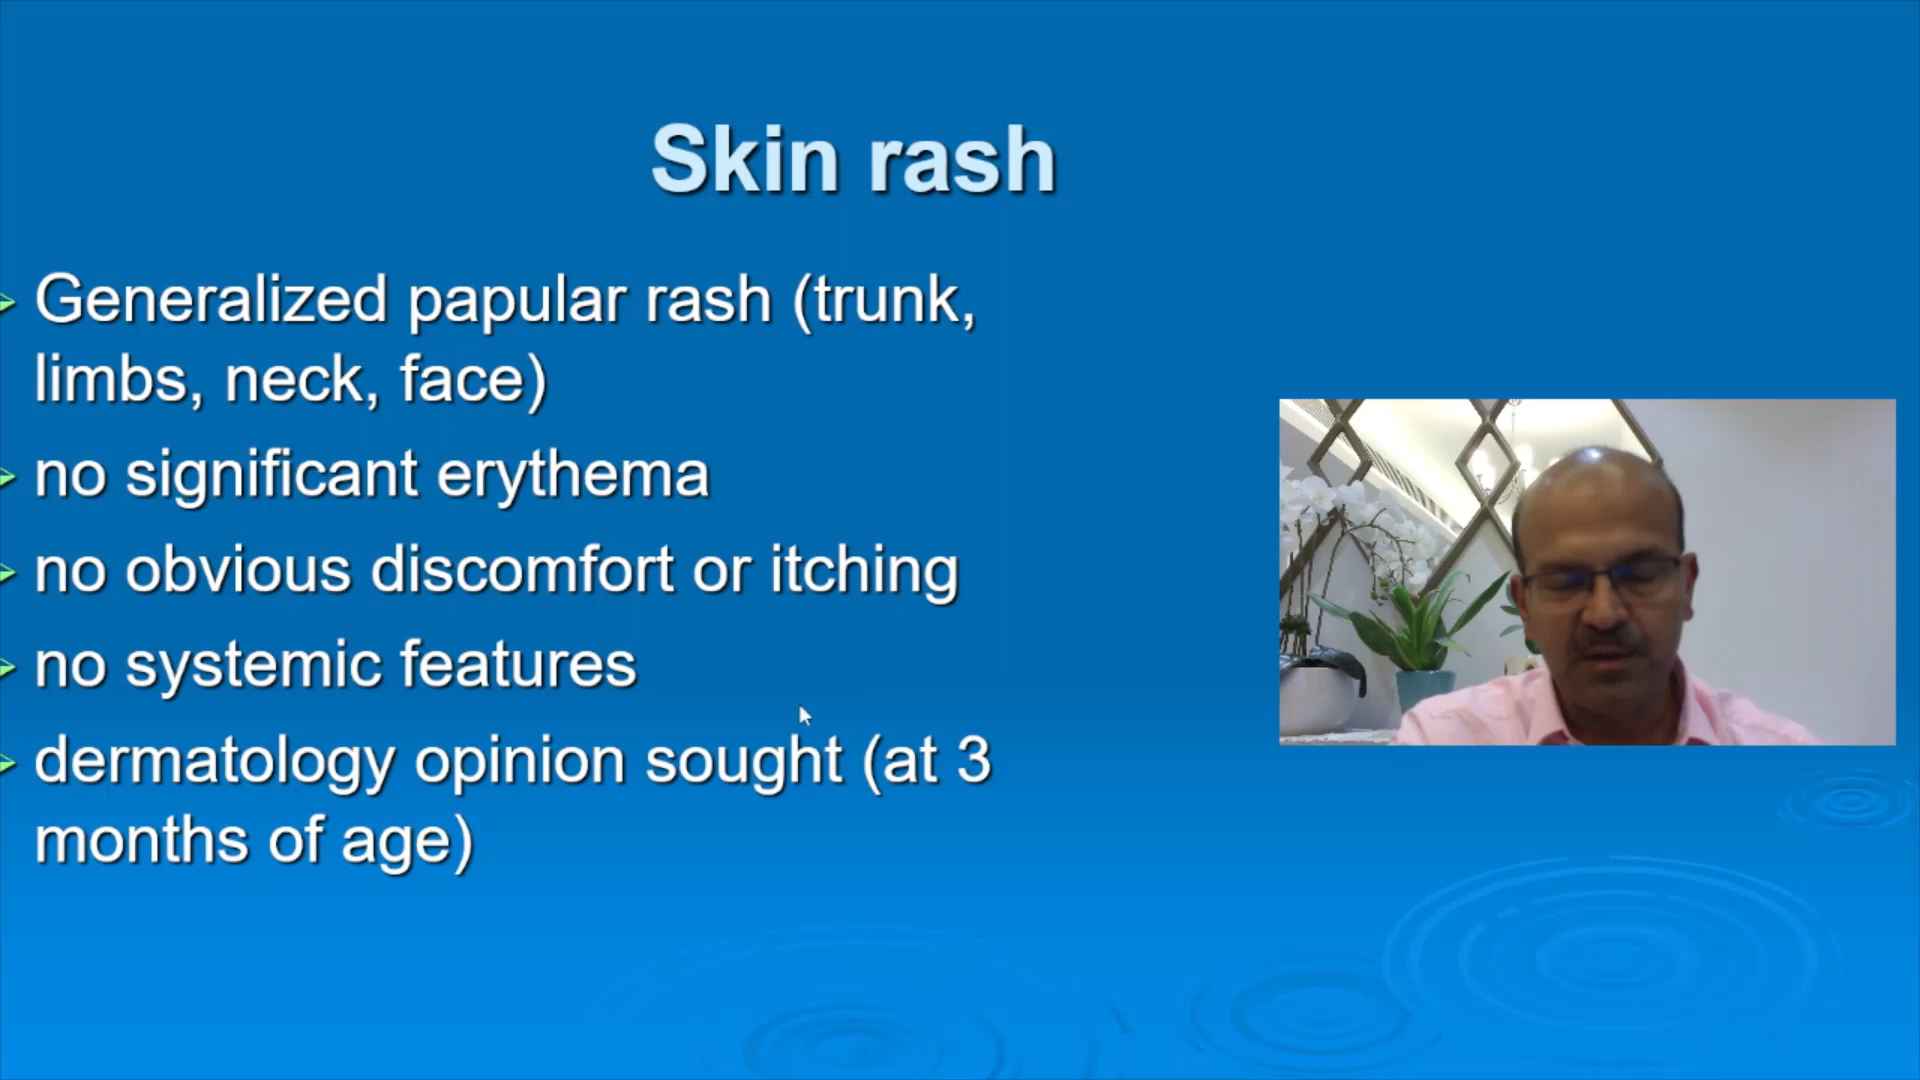 Skin rash
Generalized papular rash (trunk,
limbs, neck, face)
no significant erythema
no obvious discomfort or itching
no systemic features
dermatology opinion sought (at 3
months of age)